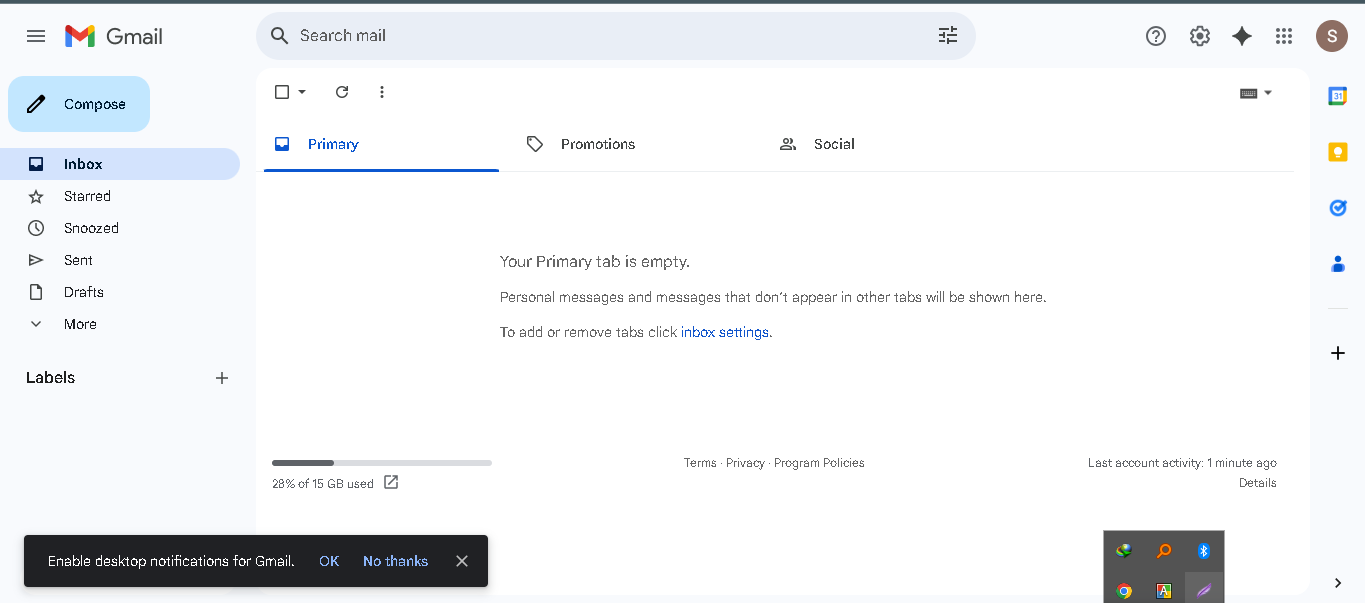 Gmail
Search mail
S
Compose
Inbox
Starred
Snoozed
Sent
Drafts
More
Labels
Primary
Promotions
Social
Your Primary tab is empty.
Personal messages and messages that don't appear in other tabs will be shown here.
To add or remove tabs click inbox settings.
28% of 15 GB used
Terms · Privacy · Program Policies
Last account activity: 1 minute ago
Details
Enable desktop notifications for Gmail. OK No thanks
31
A